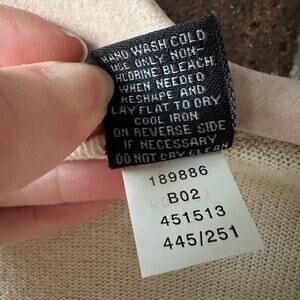 HAND WASH COLD
USE ONLY NON-
CHLORINE BLEACH
WHEN NEEDED
RESHAPE AND
LAY FLAT TO DRY
COOL IRON
ON REVERSE SIDE
IF NECESSARY
DO NOT DRY CLEAN
189886
B02
451513
445/251